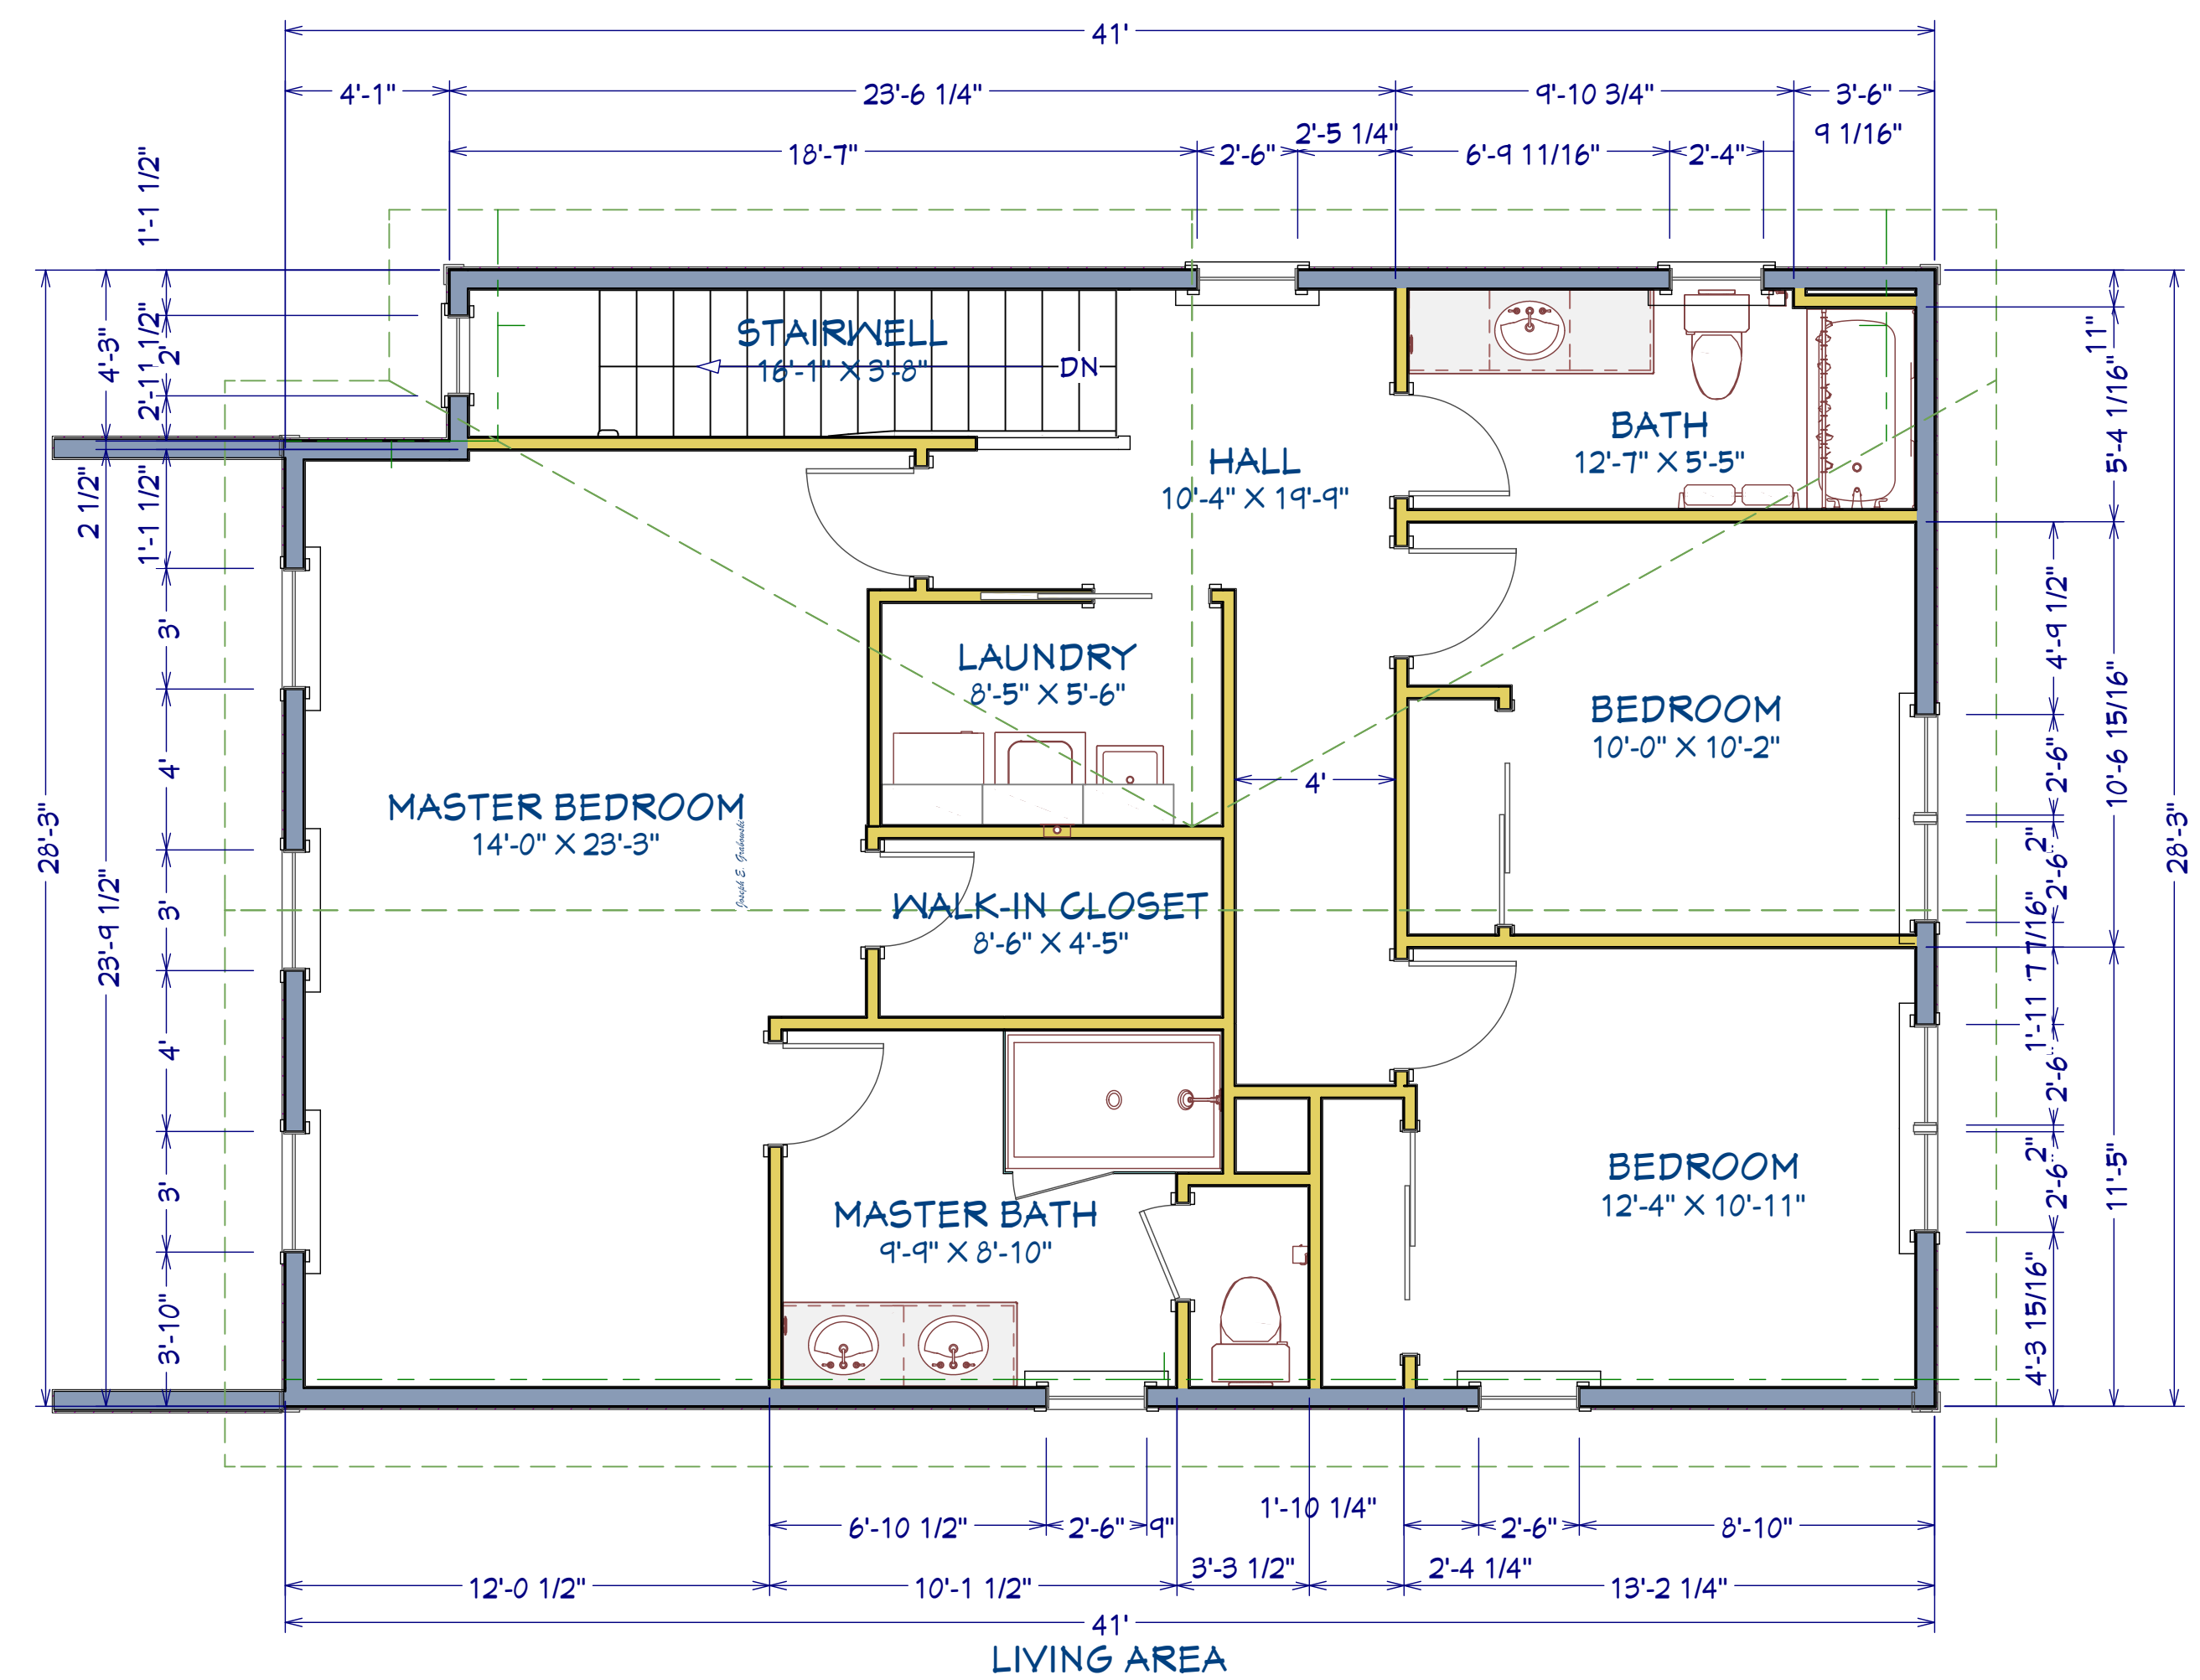 41'
4'-1" 23'-6 1/4" 9'-10 3/4" 3'-6"
2'-5 1/4" 9 1/16"
18'-7" 2'-6" 6'-9 11/16" 2'-4"
1'-1 1/2"
2'
2'-11 1/2"
4'-3"
2 1/2"
1'-1 1/2"
3'
4'
3'
4'
3'
3'-10"
28'-3"
23'-9 1/2"
STAIRWELL
16'-1" X 3'-8"
DN
HALL
10'-4" X 19'-9"
BATH
12'-7" X 5'-5"
LAUNDRY
8'-5" X 5'-6"
BEDROOM
10'-0" X 10'-2"
4'
MASTER BEDROOM
14'-0" X 23'-3"
Joseph E. Grabowski
WALK-IN CLOSET
8'-6" X 4'-5"
MASTER BATH
9'-9" X 8'-10"
BEDROOM
12'-4" X 10'-11"
11"
5'-4 1/16"
4'-9 1/2"
10'-6 15/16"
2'-6"
2"
2'-6"
28'-3"
1'-11 7/16"
2'-6"
2"
2'-6"
11'-5"
4'-3 15/16"
1'-10 1/4"
6'-10 1/2" 2'-6" 9" 2'-6" 8'-10"
3'-3 1/2" 2'-4 1/4"
12'-0 1/2" 10'-1 1/2" 13'-2 1/4"
41'
LIVING AREA